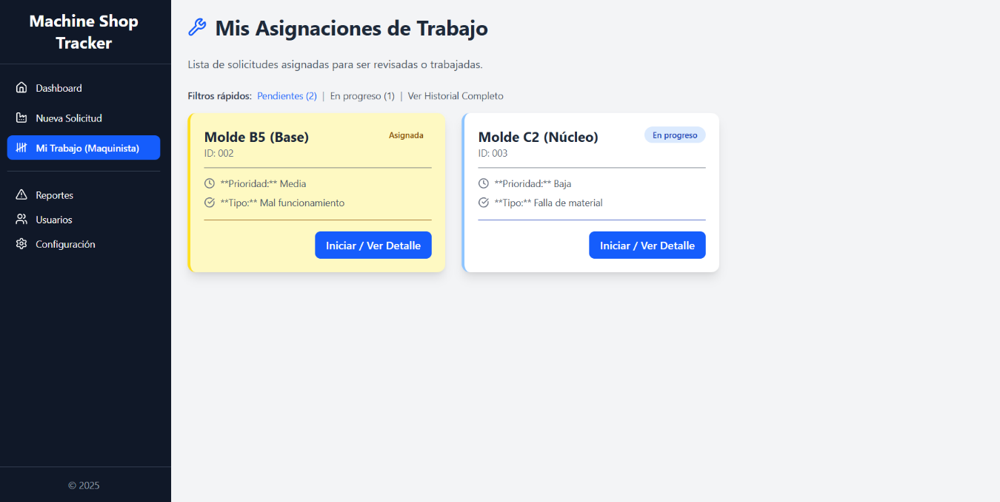 Machine Shop
Tracker
Dashboard
Nueva Solicitud
Mi Trabajo (Maquinista)
Reportes
Usuarios
Configuración
© 2025
Mis Asignaciones de Trabajo
Lista de solicitudes asignadas para ser revisadas o trabajadas.
Filtros rápidos: Pendientes (2) | En progreso (1) | Ver Historial Completo
Molde B5 (Base)
Asignada
ID: 002
**Prioridad:** Media
**Tipo:** Mal funcionamiento
Iniciar / Ver Detalle
Molde C2 (Núcleo)
En progreso
ID: 003
**Prioridad:** Baja
**Tipo:** Falla de material
Iniciar / Ver Detalle